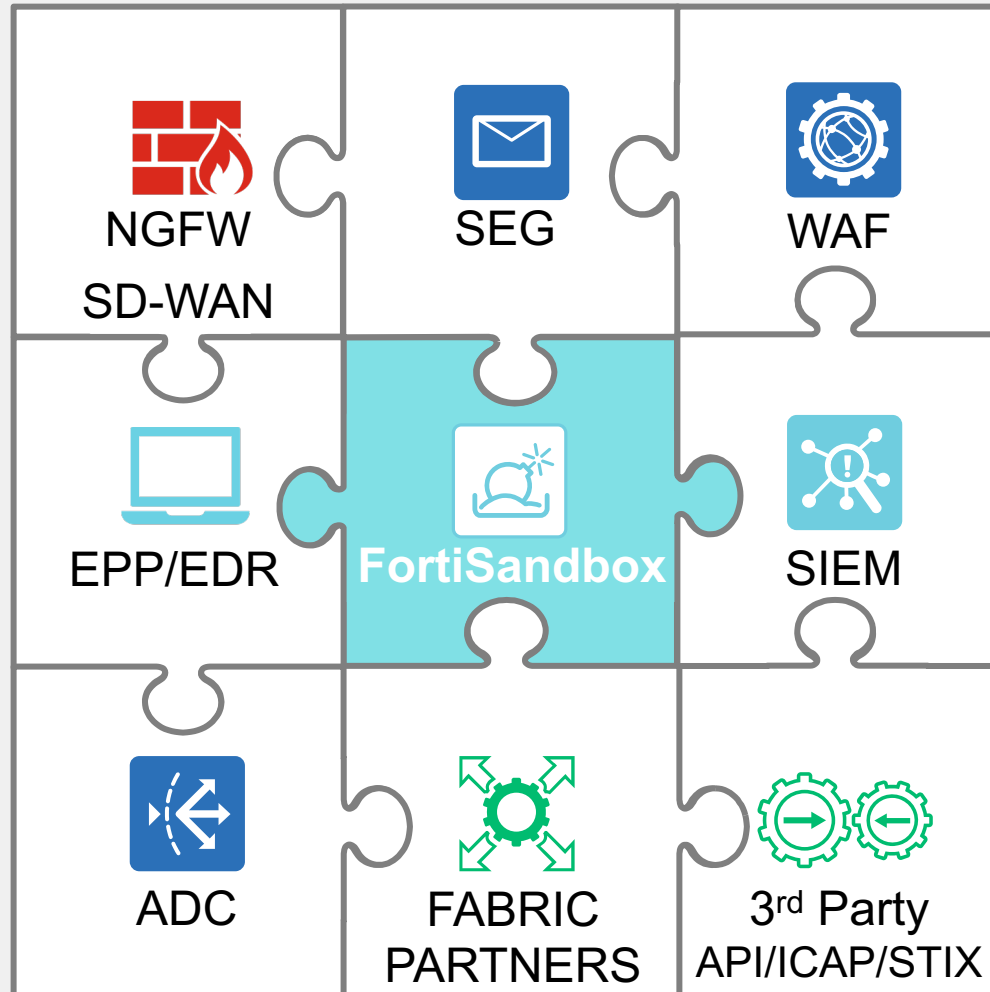 NGFW
SD-WAN
SEG
WAF
EPP/EDR
FortiSandbox
SIEM
ADC
FABRIC
PARTNERS
3rd Party
API/ICAP/STIX